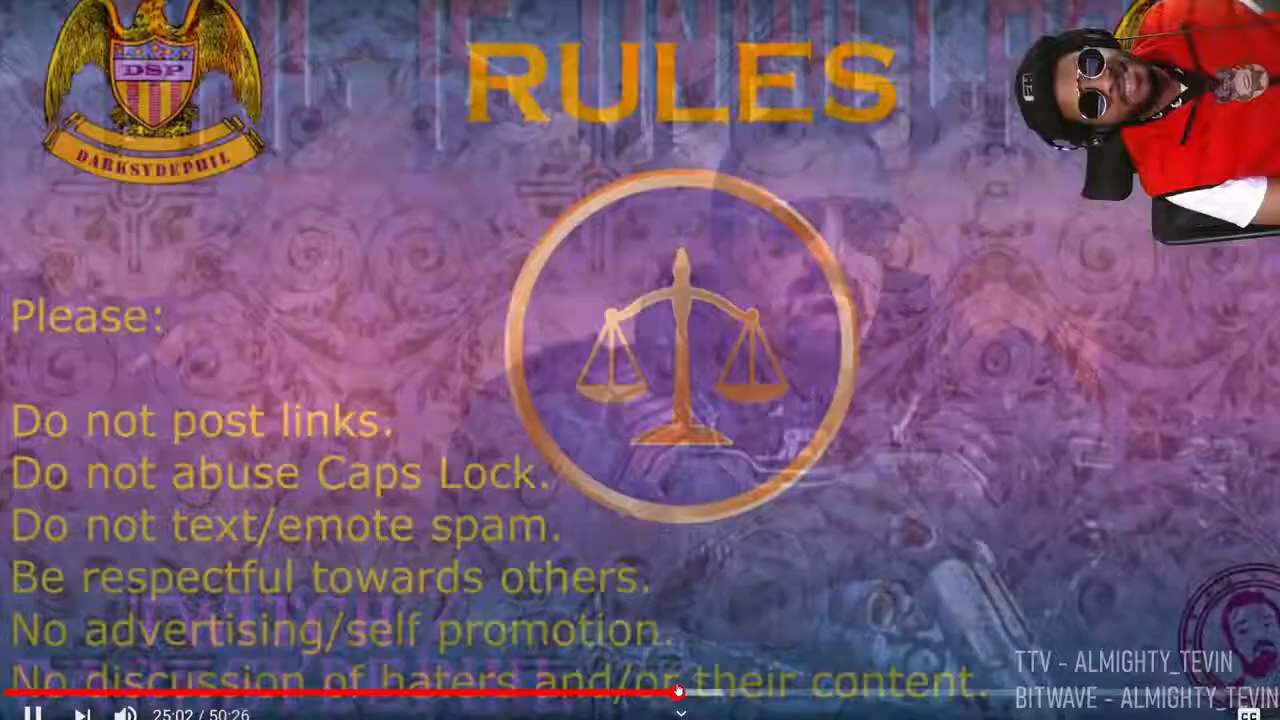 RULES
DSP
DARKSYDEPHIL
Please:
Do not post links.
Do not abuse Caps Lock.
Do not text/emote spam.
Be respectful towards others.
No advertising/self promotion.
No discussion of haters and/or their content.
TTV - ALMIGHTY_TEVIN
BITWAVE - ALMIGHTY_TEVIN
25:02 / 50:26
CC